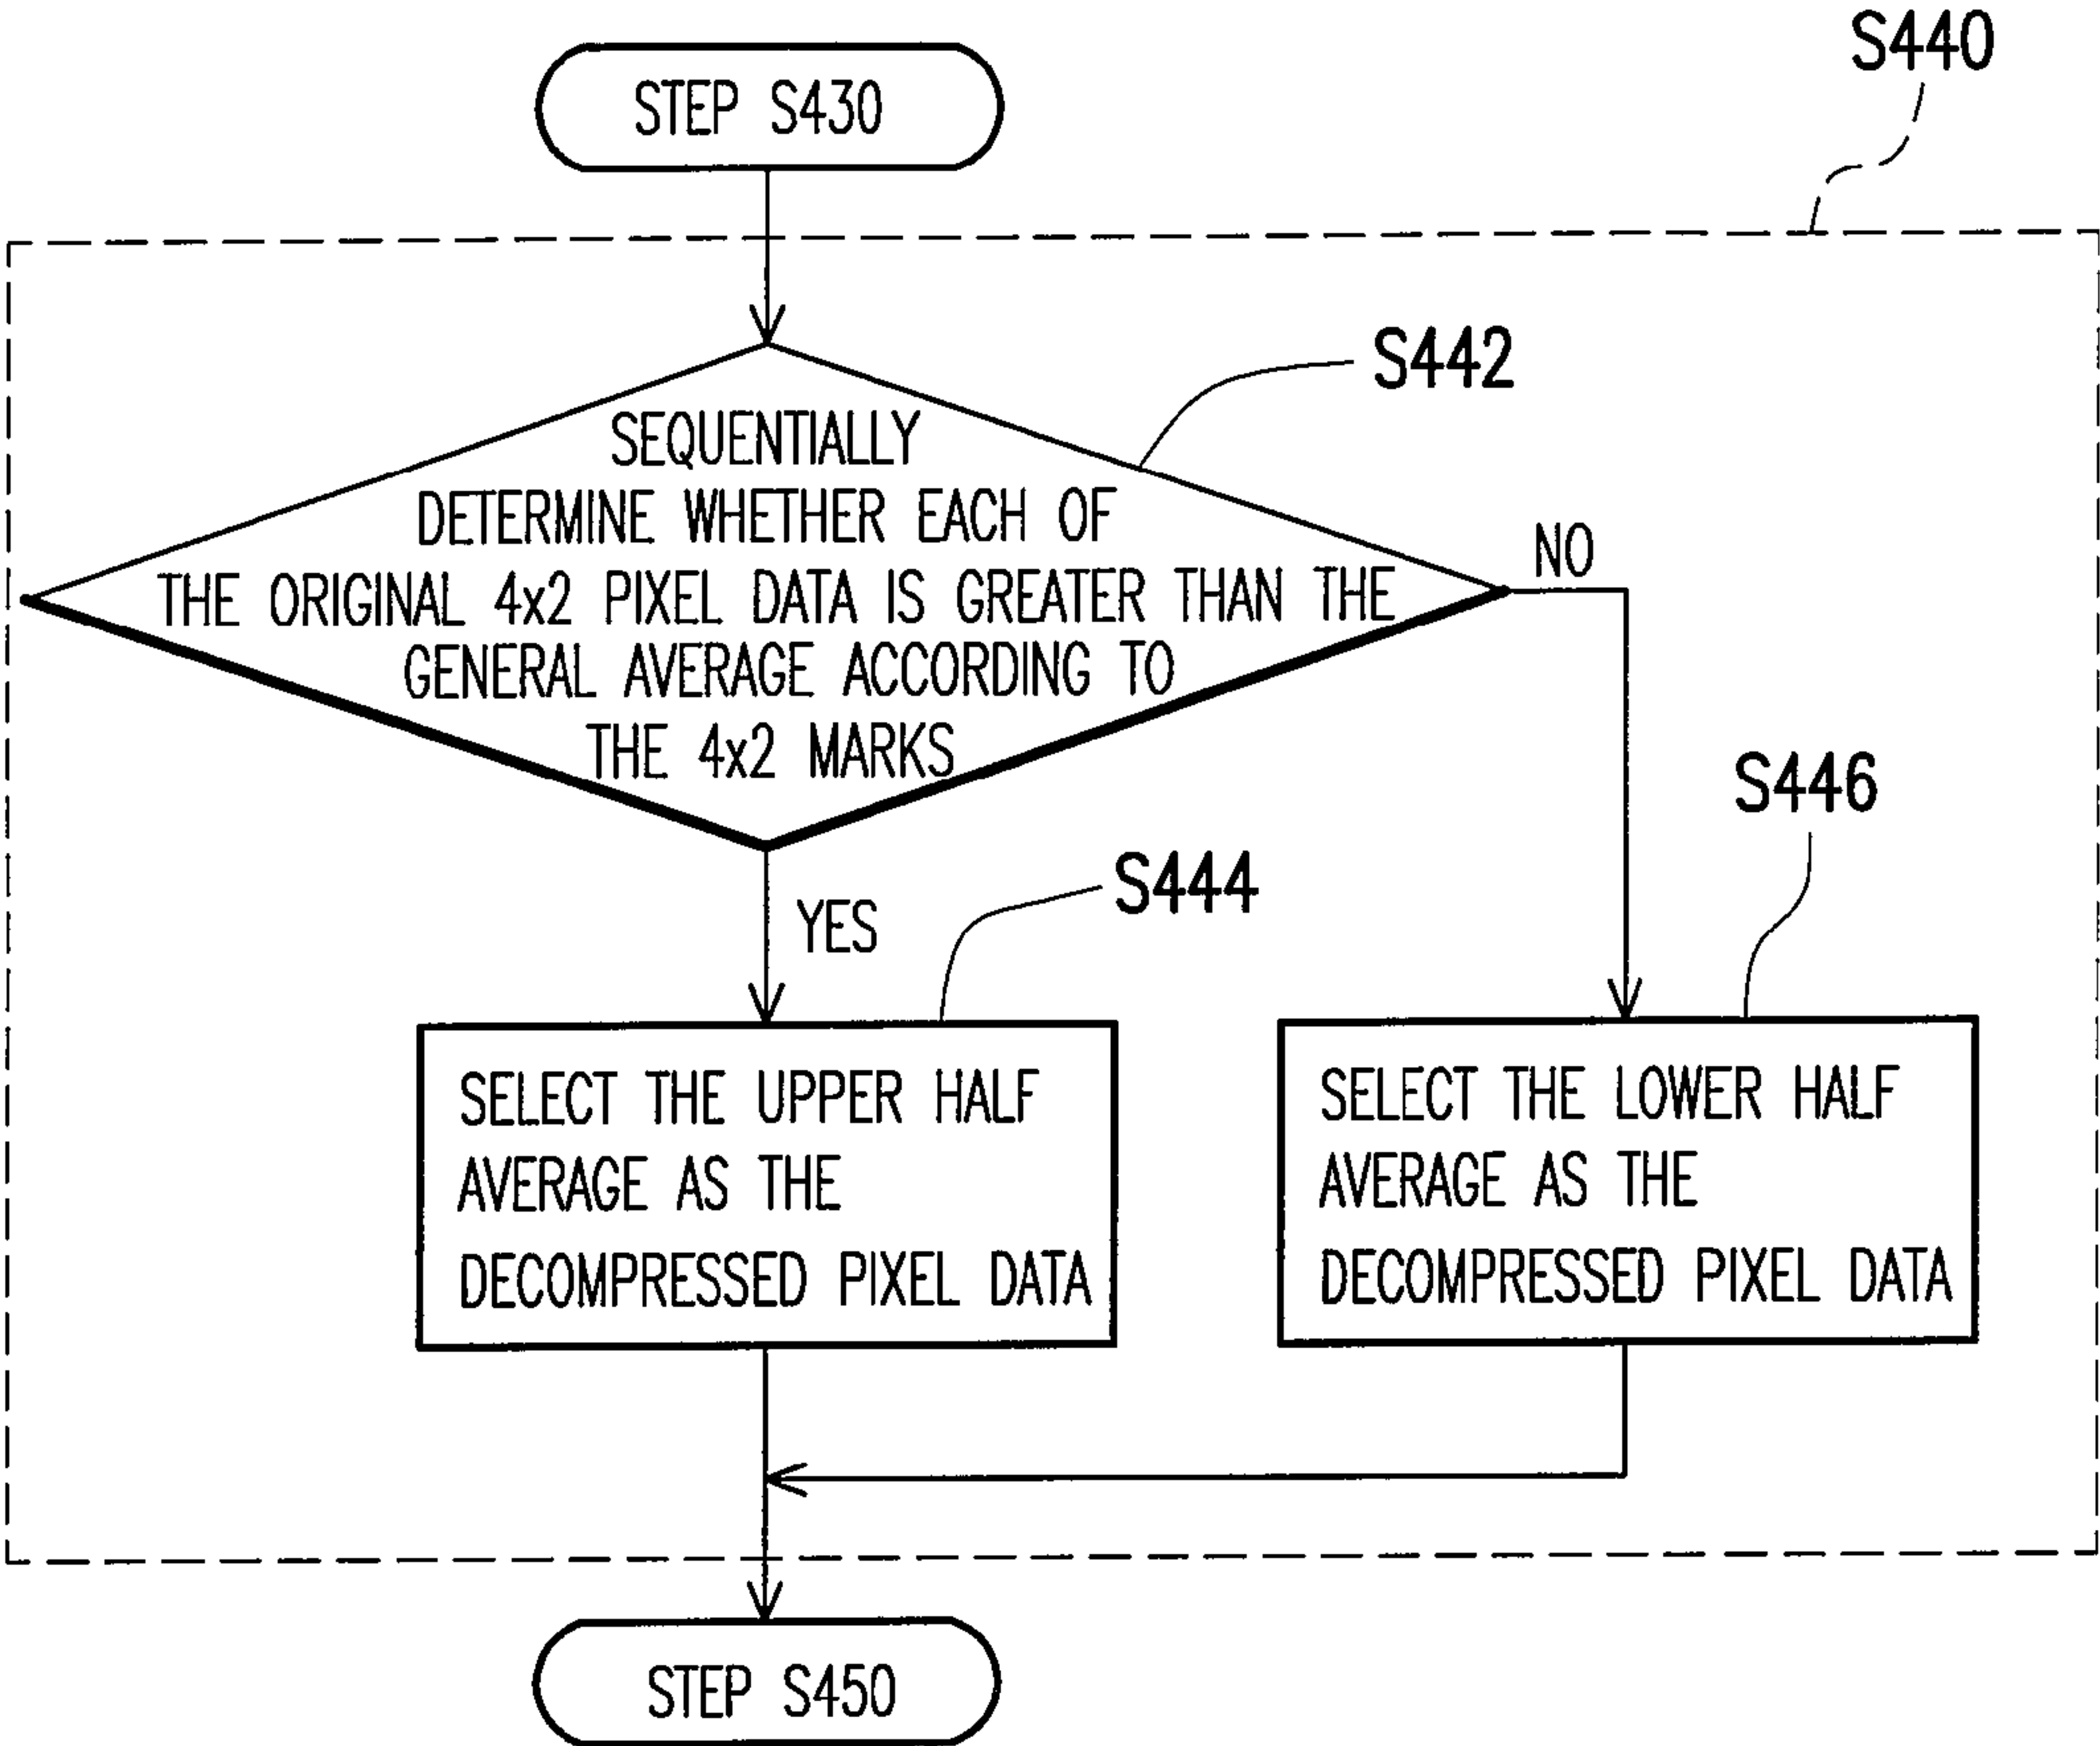 S440
STEP S430
S442
SEQUENTIALLY
DETERMINE WHETHER EACH OF
THE ORIGINAL 4x2 PIXEL DATA IS GREATER THAN THE
GENERAL AVERAGE ACCORDING TO
THE 4x2 MARKS
NO
YES
S444
S446
SELECT THE UPPER HALF
AVERAGE AS THE
DECOMPRESSED PIXEL DATA
SELECT THE LOWER HALF
AVERAGE AS THE
DECOMPRESSED PIXEL DATA
STEP S450